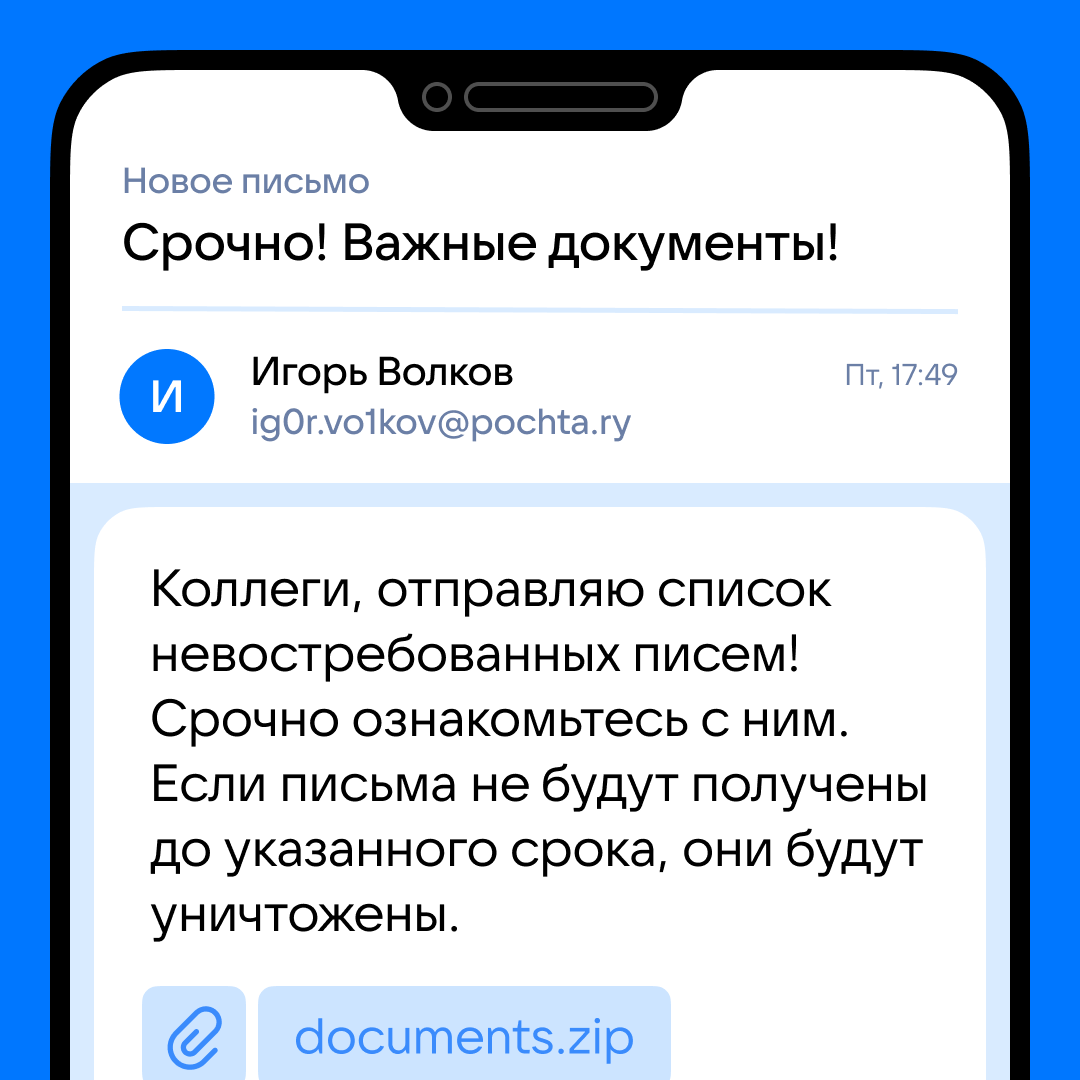 Новое письмо
Срочно! Важные документы!
И
Игорь Волков
Пт, 17:49
ig0r.vo1kov@pochta.ry
Коллеги, отправляю список
невостребованных писем!
Срочно ознакомьтесь с ним.
Если письма не будут получены
до указанного срока, они будут
уничтожены.
documents.zip